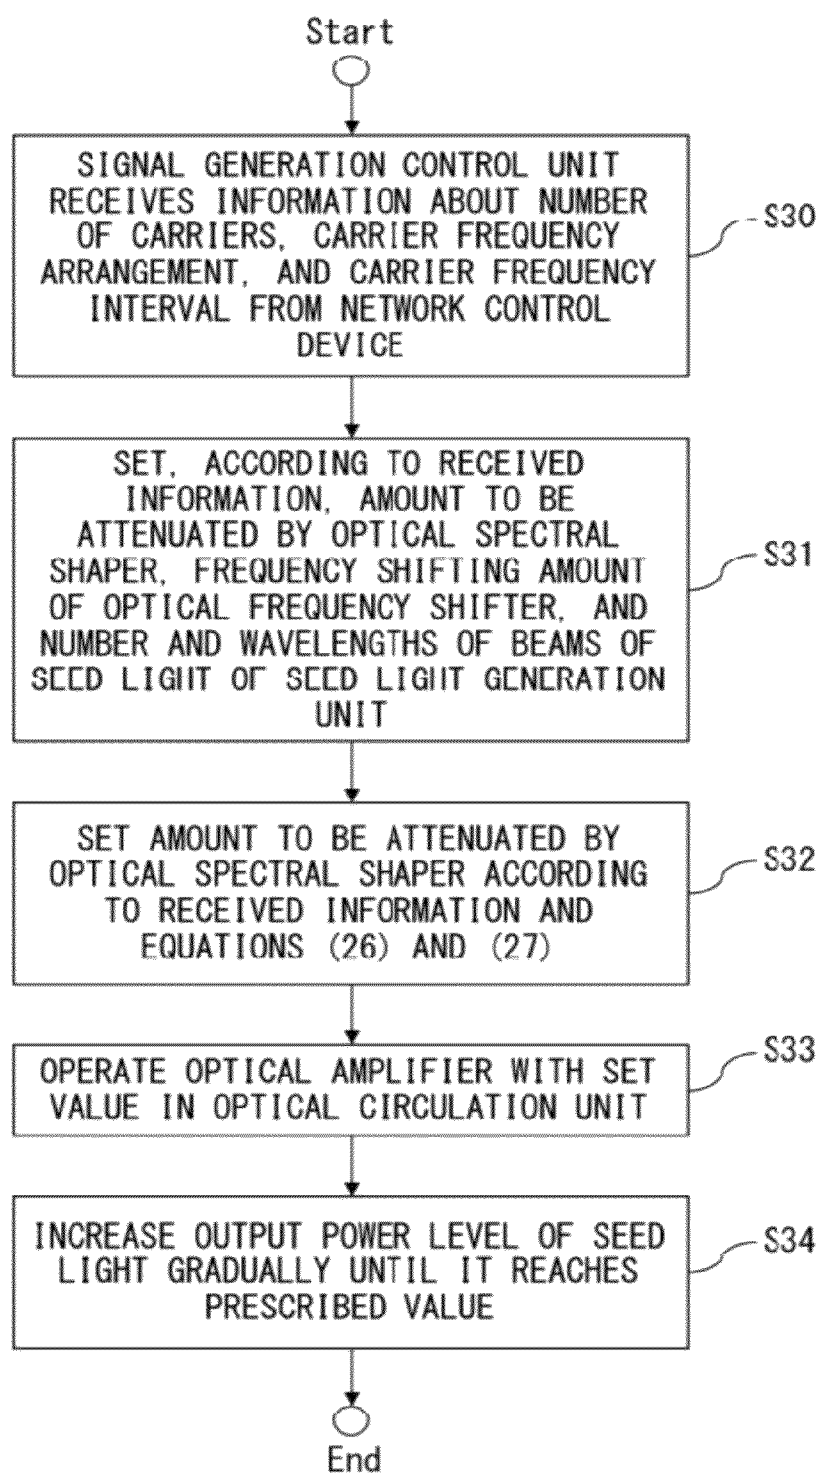 Start
SIGNAL GENERATION CONTROL UNIT
RECEIVES INFORMATION ABOUT NUMBER
OF CARRIERS, CARRIER FREQUENCY
ARRANGEMENT, AND CARRIER FREQUENCY
INTERVAL FROM NETWORK CONTROL
DEVICE
S30
SET, ACCORDING TO RECEIVED
INFORMATION, AMOUNT TO BE
ATTENUATED BY OPTICAL SPECTRAL
SHAPER, FREQUENCY SHIFTING AMOUNT
OF OPTICAL FREQUENCY SHIFTER, AND
NUMBER AND WAVELENGTHS OF BEAMS OF
SEED LIGHT OF SEED LIGHT GENERATION
UNIT
S31
SET AMOUNT TO BE ATTENUATED BY
OPTICAL SPECTRAL SHAPER ACCORDING
TO RECEIVED INFORMATION AND
EQUATIONS (26) AND (27)
S32
OPERATE OPTICAL AMPLIFIER WITH SET
VALUE IN OPTICAL CIRCULATION UNIT
S33
INCREASE OUTPUT POWER LEVEL OF SEED
LIGHT GRADUALLY UNTIL IT REACHES
PRESCRIBED VALUE
S34
End